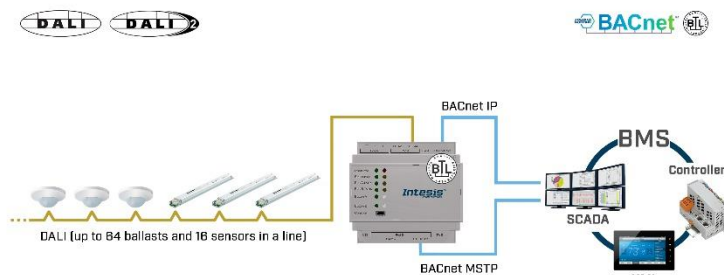 DALI
DALI 2
BACnet
BTL
BACnet IP
BTL
BMS
Controller
Intesis
SCADA
DALI (up to 64 ballasts and 16 sensors in a line)
BACnet MSTP